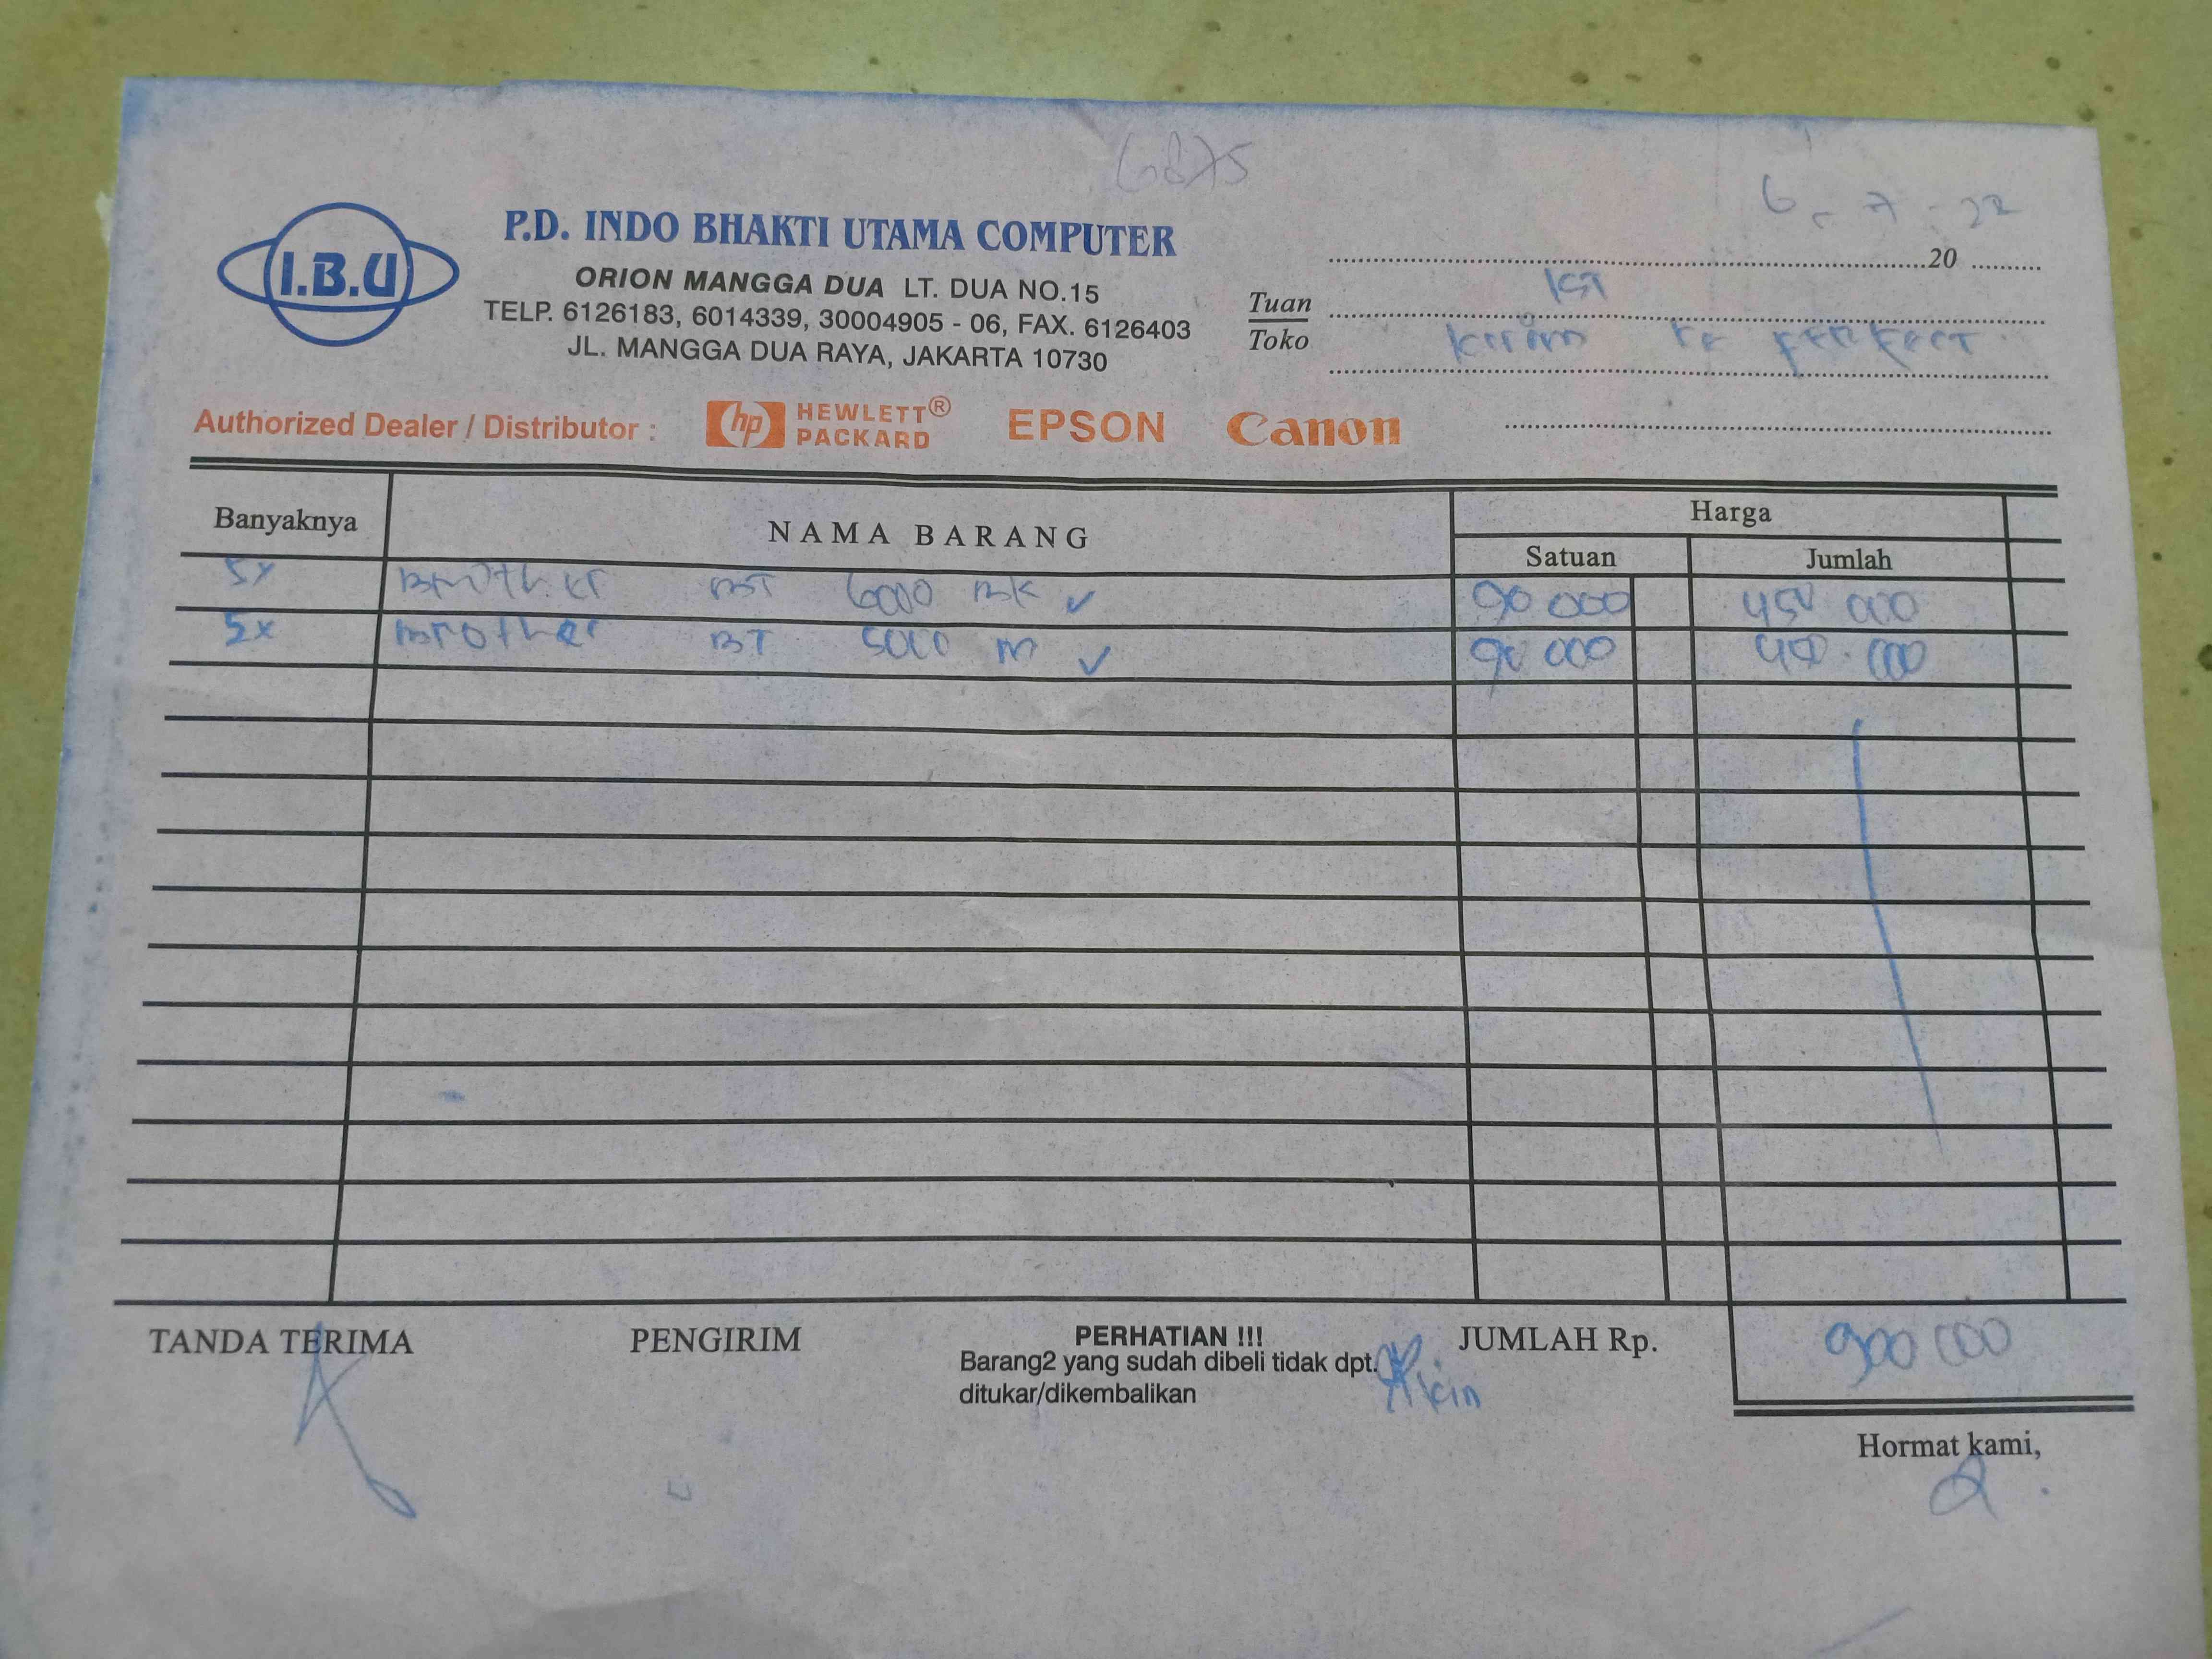 6875
6 - 7 - 22
I.B.U
P.D. INDO BHAKTI UTAMA COMPUTER
ORION MANGGA DUA LT. DUA NO.15
TELP. 6126183, 6014339, 30004905 - 06, FAX. 6126403
JL. MANGGA DUA RAYA, JAKARTA 10730
20
Tuan
Toko
kirim ke PERFECT
Authorized Dealer / Distributor : hp HEWLETT® PACKARD EPSON Canon
Banyaknya NAMA BARANG Harga
Satuan Jumlah
5x Brother BT 6000 BK ✓ 90 000 450 000
5x Brother BT 5000 M ✓ 90 000 450.000
TANDA TERIMA PENGIRIM PERHATIAN !!! JUMLAH Rp. 900 000
Barang2 yang sudah dibeli tidak dpt.
ditukar/dikembalikan
Hormat kami,